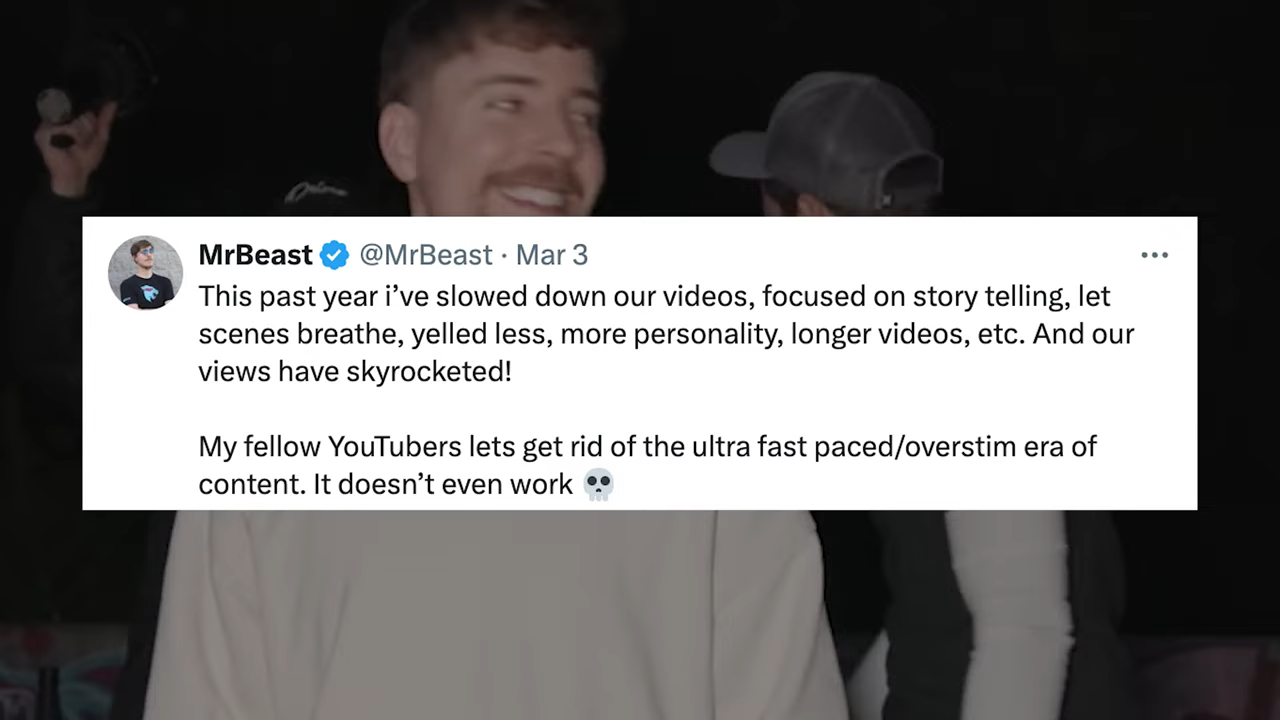 MrBeast @MrBeast · Mar 3
This past year i’ve slowed down our videos, focused on story telling, let
scenes breathe, yelled less, more personality, longer videos, etc. And our
views have skyrocketed!
My fellow YouTubers lets get rid of the ultra fast paced/overstim era of
content. It doesn’t even work 💀